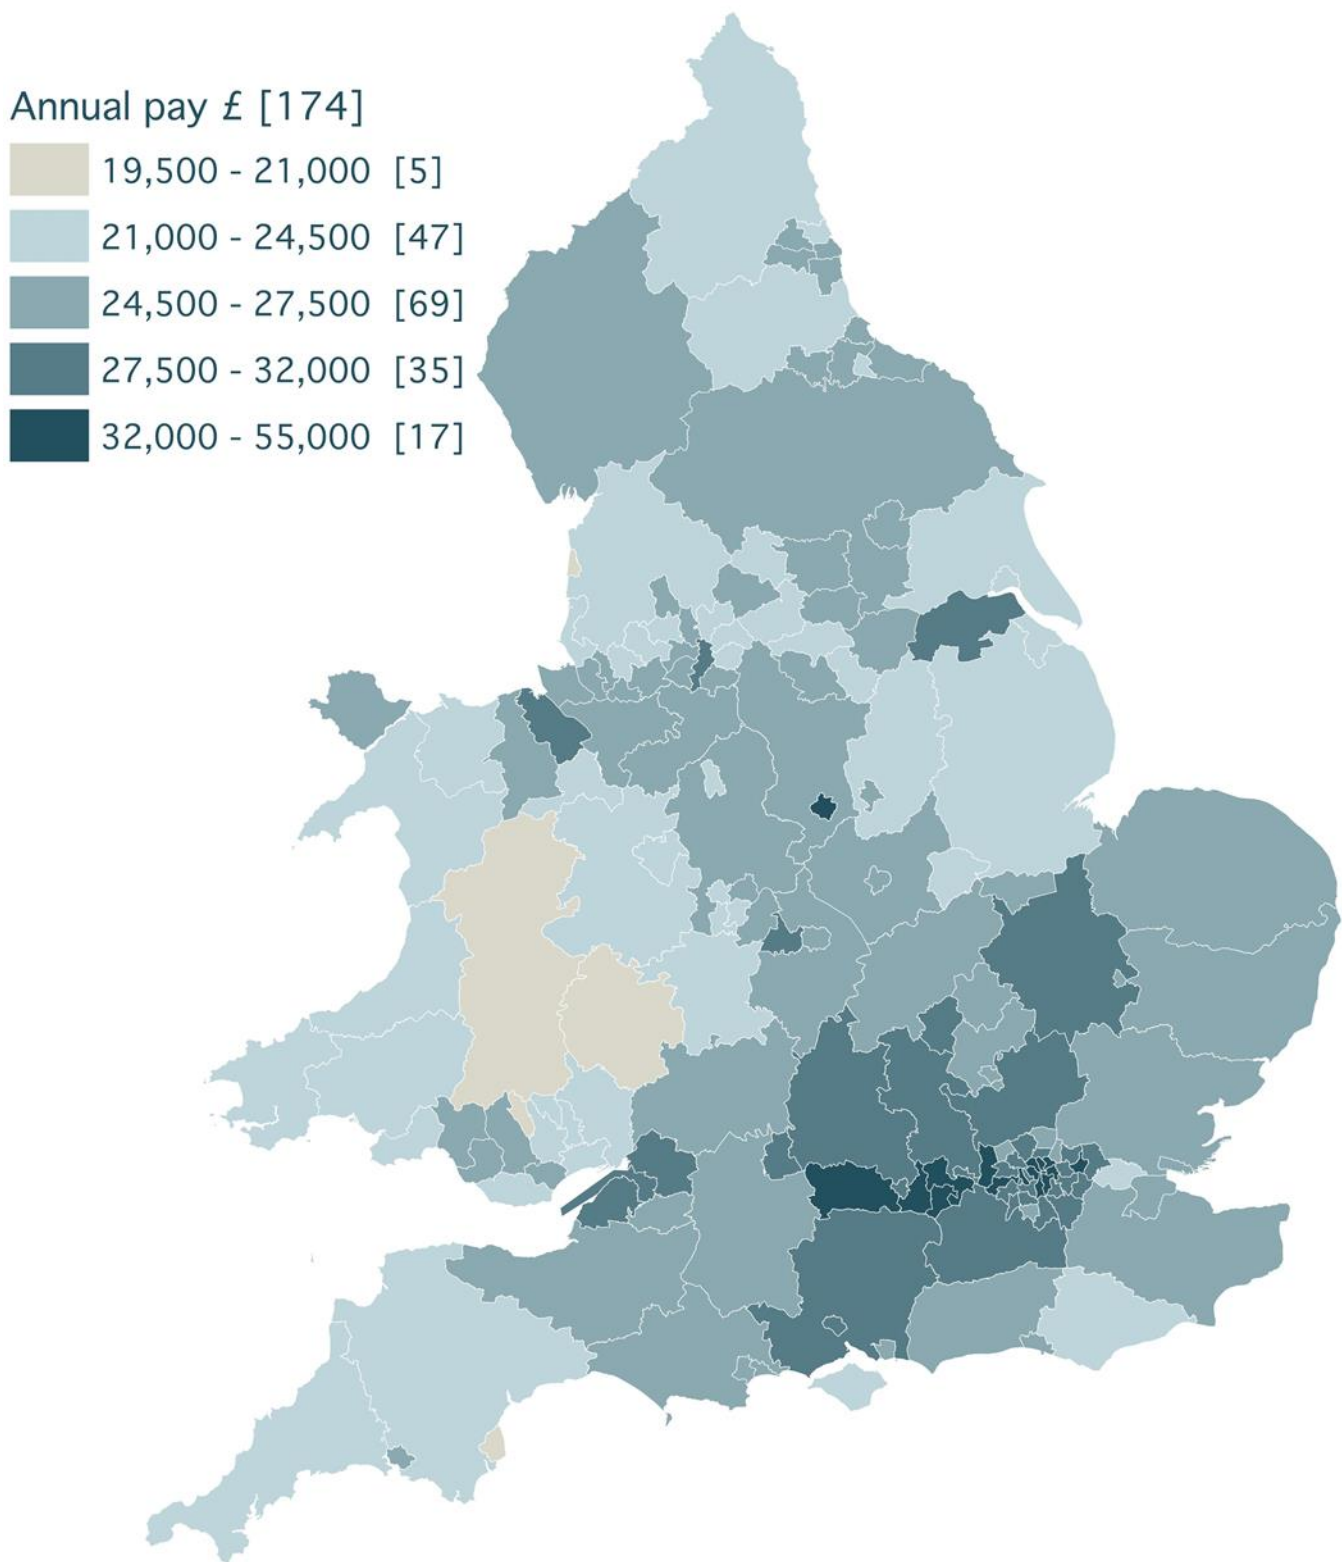 Annual pay £ [174]
19,500 - 21,000 [5]
21,000 - 24,500 [47]
24,500 - 27,500 [69]
27,500 - 32,000 [35]
32,000 - 55,000 [17]